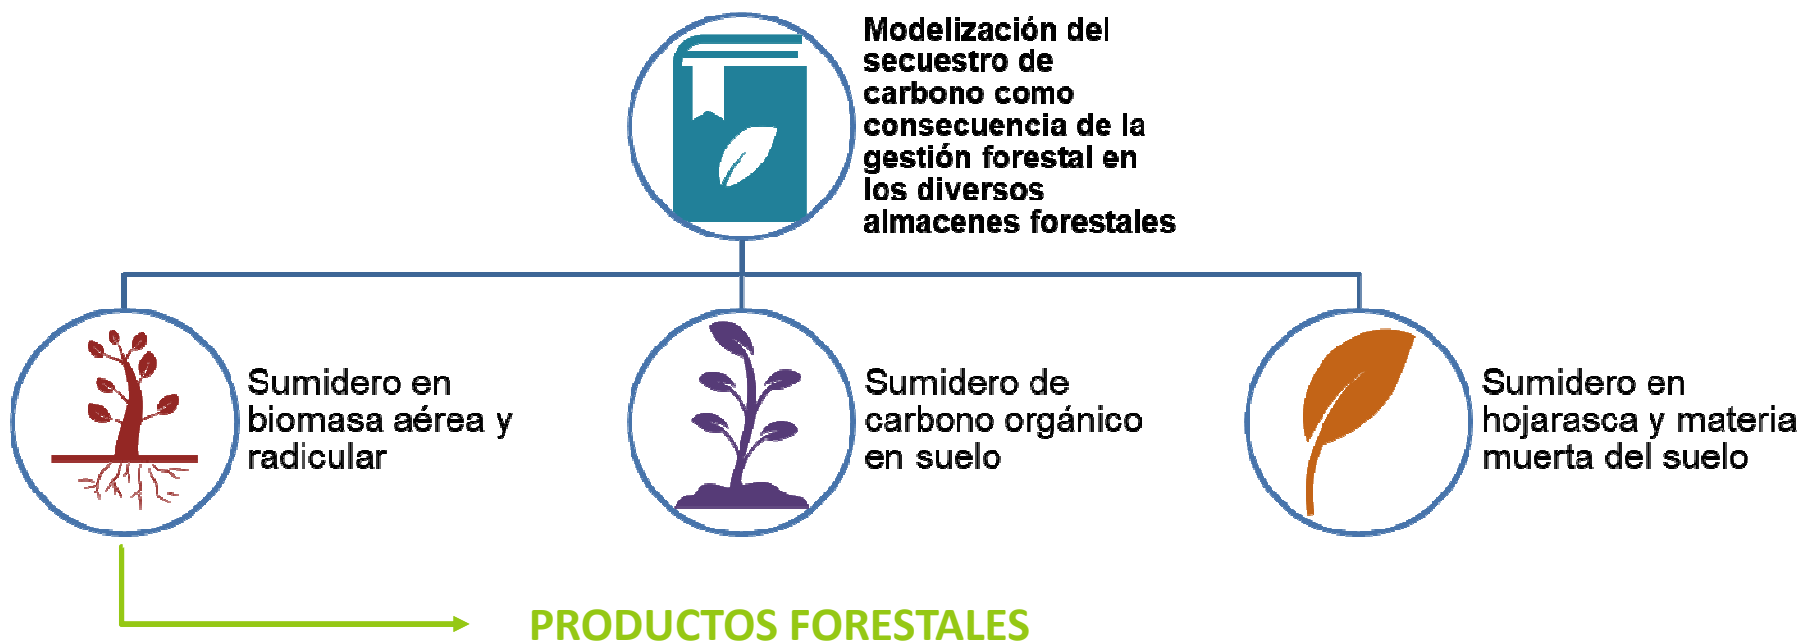 Modelización del
secuestro de
carbono como
consecuencia de la
gestión forestal en
los diversos
almacenes forestales
Sumidero en
biomasa aérea y
radicular
Sumidero de
carbono orgánico
en suelo
Sumidero en
hojarasca y materia
muerta del suelo
PRODUCTOS FORESTALES